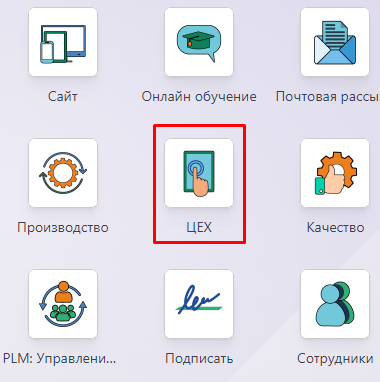 Сайт
Онлайн обучение
Почтовая рассы
Производство
ЦЕХ
Качество
PLM: Управлени...
Подписать
Сотрудники